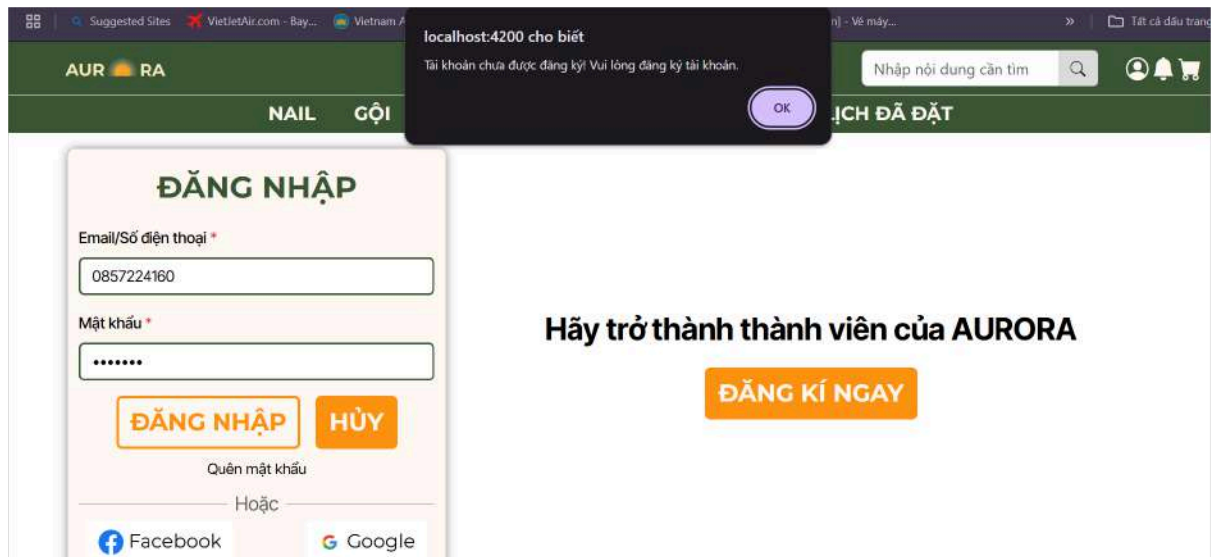 Suggested Sites VietJetAir.com - Bay... Vietnam A
n] - Vé máy... » Tất cả dấu trang
localhost:4200 cho biết
Tài khoản chưa được đăng ký! Vui lòng đăng ký tài khoản.
OK
AUR RA
Nhập nội dung cần tìm
NAIL GỘI
LỊCH ĐÃ ĐẶT
ĐĂNG NHẬP
Email/Số điện thoại *
0857224160
Mật khẩu *
•••••••
ĐĂNG NHẬP HỦY
Quên mật khẩu
Hoặc
Facebook Google
Hãy trở thành thành viên của AURORA
ĐĂNG KÍ NGAY